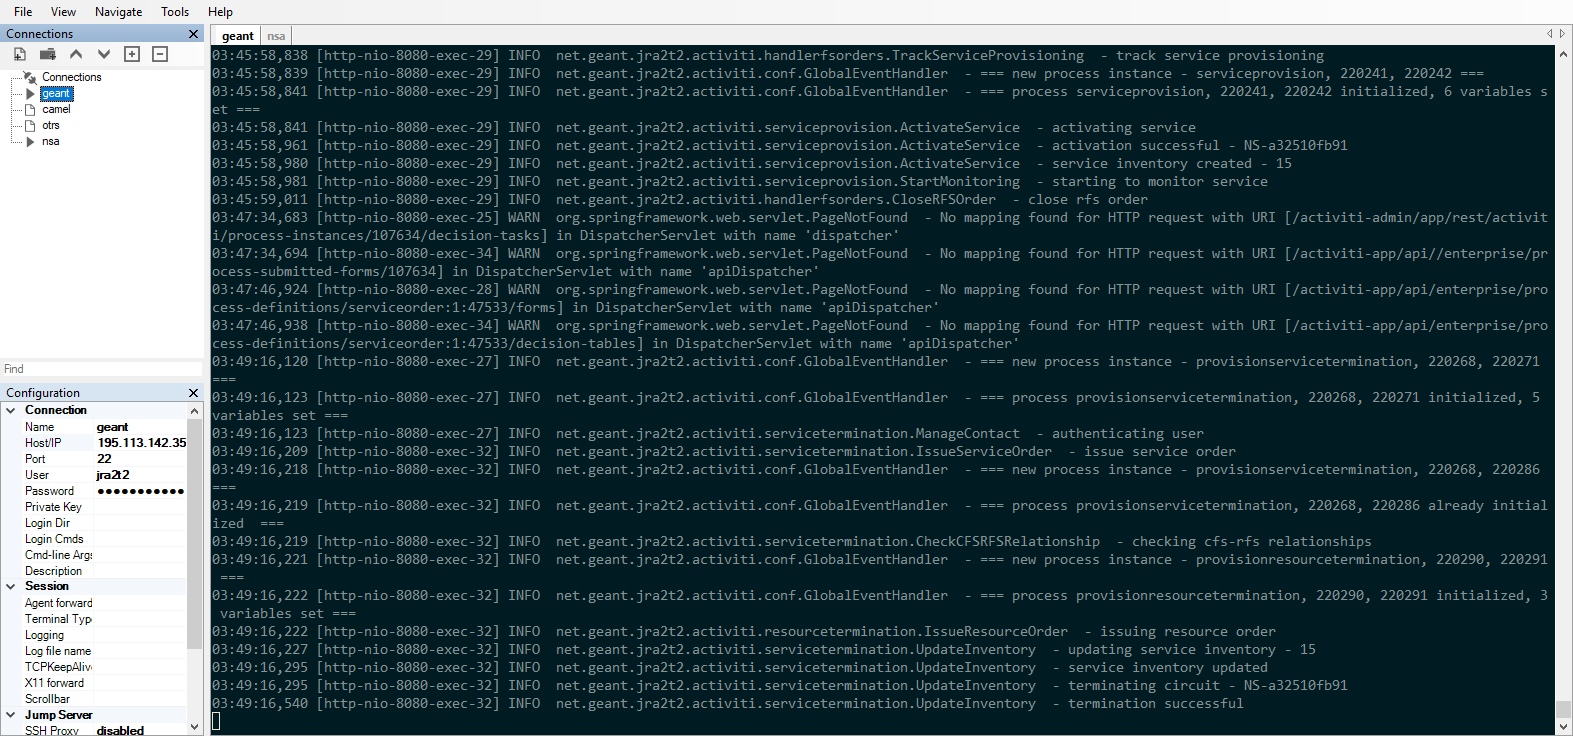 File View Navigate Tools Help
Connections
Connections
geant
camel
otrs
nsa
Find
Configuration
Connection
Name geant
Host/IP 195.113.142.35
Port 22
User jra2t2
Password ●●●●●●●●●●●
Private Key
Login Dir
Login Cmds
Cmd-line Args
Description
Session
Agent forward
Terminal Typ
Logging
Log file name
TCPKeepAlive
X11 forward
Scrollbar
Jump Server
SSH Proxy disabled
geant nsa
03:45:58,838 [http-nio-8080-exec-29] INFO  net.geant.jra2t2.activiti.handlerfsorders.TrackServiceProvisioning  - track service provisioning
03:45:58,839 [http-nio-8080-exec-29] INFO  net.geant.jra2t2.activiti.conf.GlobalEventHandler  - === new process instance - serviceprovision, 220241, 220242 ===
03:45:58,841 [http-nio-8080-exec-29] INFO  net.geant.jra2t2.activiti.conf.GlobalEventHandler  - === process serviceprovision, 220241, 220242 initialized, 6 variables s
et ===
03:45:58,841 [http-nio-8080-exec-29] INFO  net.geant.jra2t2.activiti.serviceprovision.ActivateService  - activating service
03:45:58,961 [http-nio-8080-exec-29] INFO  net.geant.jra2t2.activiti.serviceprovision.ActivateService  - activation successful - NS-a32510fb91
03:45:58,980 [http-nio-8080-exec-29] INFO  net.geant.jra2t2.activiti.serviceprovision.ActivateService  - service inventory created - 15
03:45:58,981 [http-nio-8080-exec-29] INFO  net.geant.jra2t2.activiti.serviceprovision.StartMonitoring  - starting to monitor service
03:45:59,011 [http-nio-8080-exec-29] INFO  net.geant.jra2t2.activiti.handlerfsorders.CloseRFSOrder  - close rfs order
03:47:34,683 [http-nio-8080-exec-25] WARN  org.springframework.web.servlet.PageNotFound  - No mapping found for HTTP request with URI [/activiti-admin/app/rest/activit
i/process-instances/107634/decision-tasks] in DispatcherServlet with name 'dispatcher'
03:47:34,694 [http-nio-8080-exec-34] WARN  org.springframework.web.servlet.PageNotFound  - No mapping found for HTTP request with URI [/activiti-app/api//enterprise/pr
ocess-submitted-forms/107634] in DispatcherServlet with name 'apiDispatcher'
03:47:46,924 [http-nio-8080-exec-28] WARN  org.springframework.web.servlet.PageNotFound  - No mapping found for HTTP request with URI [/activiti-app/api/enterprise/pro
cess-definitions/serviceorder:1:47533/forms] in DispatcherServlet with name 'apiDispatcher'
03:47:46,938 [http-nio-8080-exec-34] WARN  org.springframework.web.servlet.PageNotFound  - No mapping found for HTTP request with URI [/activiti-app/api/enterprise/pro
cess-definitions/serviceorder:1:47533/decision-tables] in DispatcherServlet with name 'apiDispatcher'
03:49:16,120 [http-nio-8080-exec-27] INFO  net.geant.jra2t2.activiti.conf.GlobalEventHandler  - === new process instance - provisionservicetermination, 220268, 220271
===
03:49:16,123 [http-nio-8080-exec-27] INFO  net.geant.jra2t2.activiti.conf.GlobalEventHandler  - === process provisionservicetermination, 220268, 220271 initialized, 5
variables set ===
03:49:16,123 [http-nio-8080-exec-27] INFO  net.geant.jra2t2.activiti.servicetermination.ManageContact  - authenticating user
03:49:16,209 [http-nio-8080-exec-32] INFO  net.geant.jra2t2.activiti.servicetermination.IssueServiceOrder  - issue service order
03:49:16,218 [http-nio-8080-exec-32] INFO  net.geant.jra2t2.activiti.conf.GlobalEventHandler  - === new process instance - provisionservicetermination, 220268, 220286
===
03:49:16,219 [http-nio-8080-exec-32] INFO  net.geant.jra2t2.activiti.conf.GlobalEventHandler  - === process provisionservicetermination, 220268, 220286 already initial
ized  ===
03:49:16,219 [http-nio-8080-exec-32] INFO  net.geant.jra2t2.activiti.servicetermination.CheckCFSRFSRelationship  - checking cfs-rfs relationships
03:49:16,221 [http-nio-8080-exec-32] INFO  net.geant.jra2t2.activiti.conf.GlobalEventHandler  - === new process instance - provisionresourcetermination, 220290, 220291
 ===
03:49:16,222 [http-nio-8080-exec-32] INFO  net.geant.jra2t2.activiti.conf.GlobalEventHandler  - === process provisionresourcetermination, 220290, 220291 initialized, 3
 variables set ===
03:49:16,222 [http-nio-8080-exec-32] INFO  net.geant.jra2t2.activiti.resourcetermination.IssueResourceOrder  - issuing resource order
03:49:16,227 [http-nio-8080-exec-32] INFO  net.geant.jra2t2.activiti.servicetermination.UpdateInventory  - updating service inventory - 15
03:49:16,295 [http-nio-8080-exec-32] INFO  net.geant.jra2t2.activiti.servicetermination.UpdateInventory  - service inventory updated
03:49:16,295 [http-nio-8080-exec-32] INFO  net.geant.jra2t2.activiti.servicetermination.UpdateInventory  - terminating circuit - NS-a32510fb91
03:49:16,540 [http-nio-8080-exec-32] INFO  net.geant.jra2t2.activiti.servicetermination.UpdateInventory  - termination successful